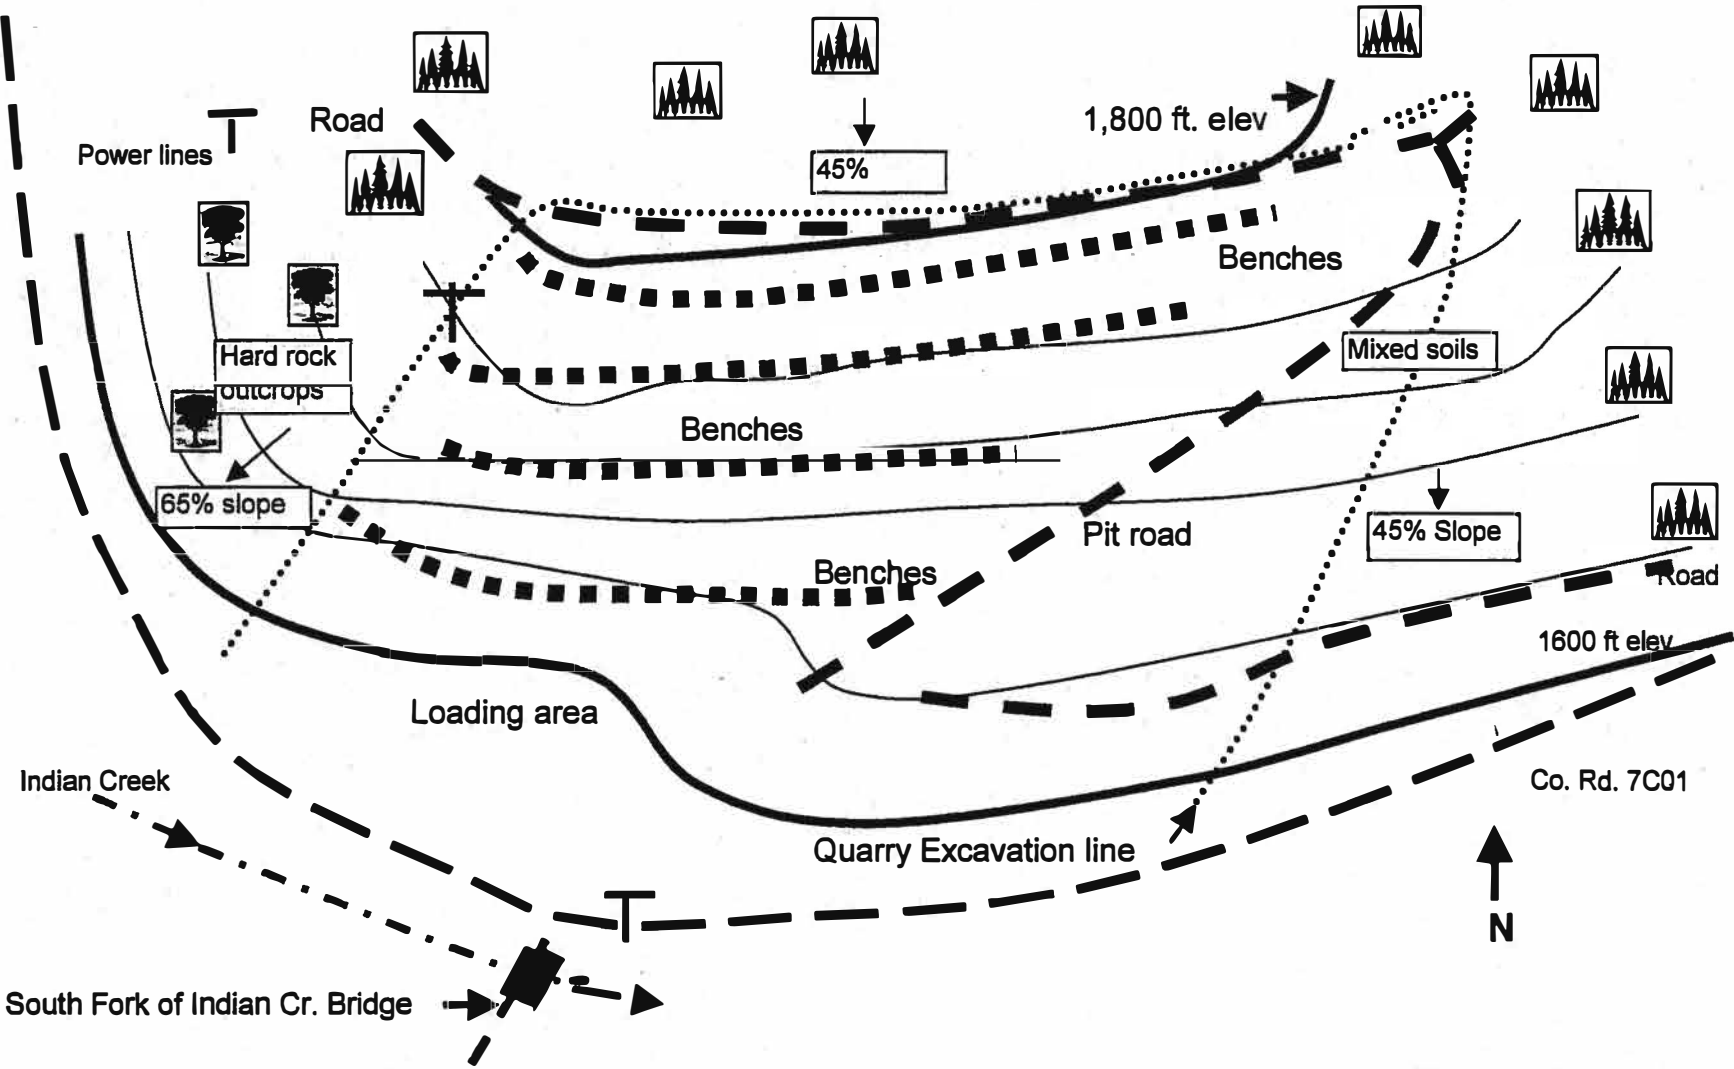 Road
1,800 ft. elev
Power lines
45%
Benches
Hard rock
outcrops
Mixed soils
Benches
65% slope
45% Slope
Pit road
Benches
Road
1600 ft elev
Loading area
Indian Creek
Co. Rd. 7C01
Quarry Excavation line
N
South Fork of Indian Cr. Bridge